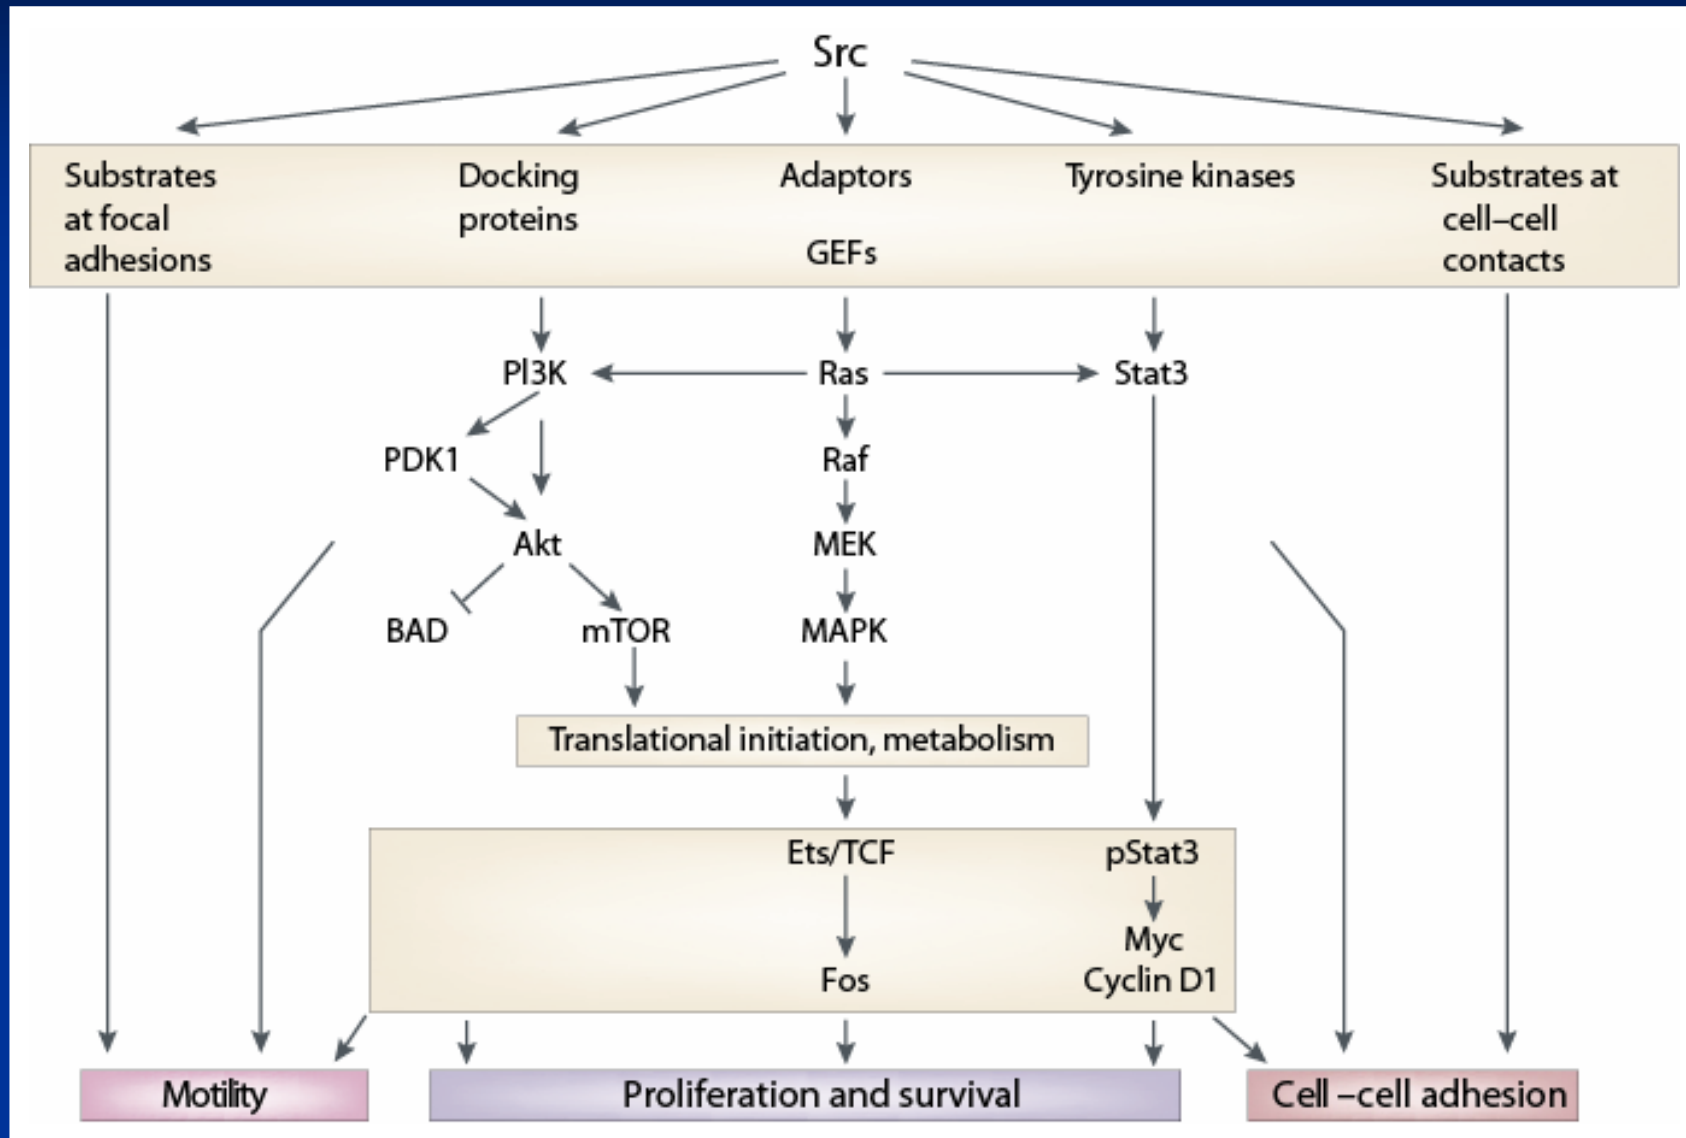 Src
Substrates
at focal
adhesions
Docking
proteins
Adaptors
GEFs
Tyrosine kinases
Substrates at
cell–cell
contacts
PI3K
Ras
Stat3
PDK1
Raf
Akt
MEK
BAD
mTOR
MAPK
Translational initiation, metabolism
Ets/TCF
pStat3
Myc
Fos
Cyclin D1
Motility
Proliferation and survival
Cell –cell adhesion